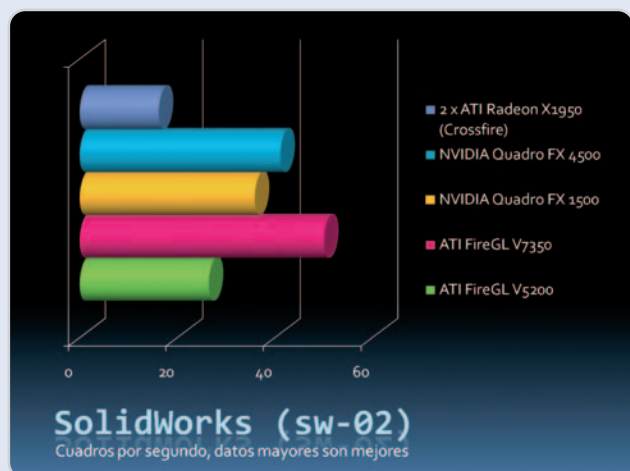 2 x ATI Radeon X1950
(Crossfire)
NVIDIA Quadro FX 4500
NVIDIA Quadro FX 1500
ATI FireGL V7350
ATI FireGL V5200
0 20 40 60
SolidWorks (sw-02)
Cuadros por segundo, datos mayores son mejores